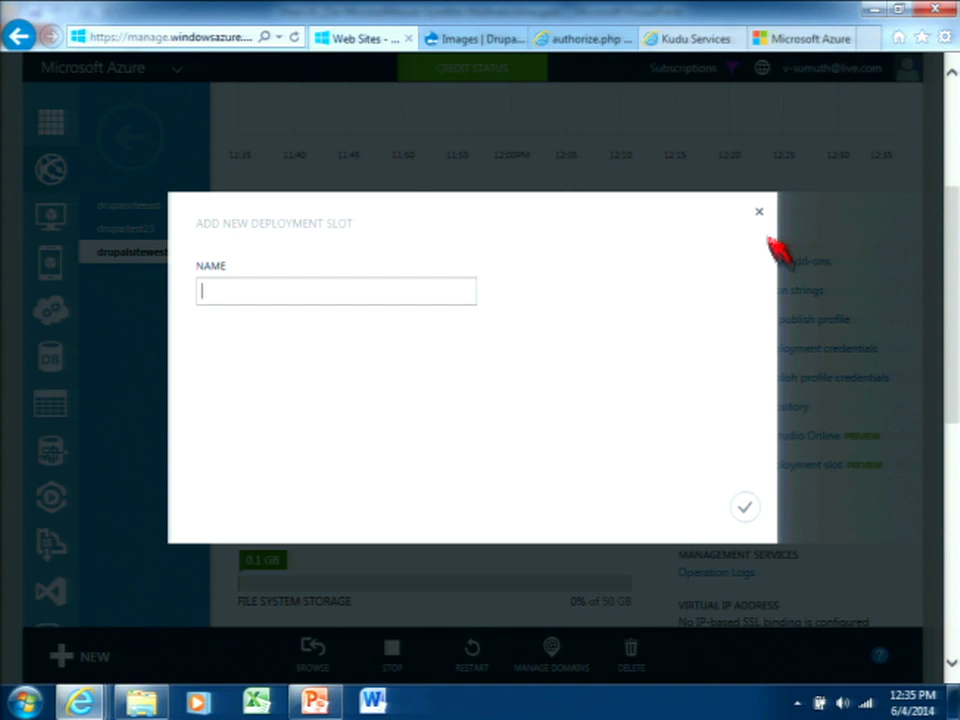 https://manage.windowsazure....
Web Sites - ...
Images | Drupa...
authorize.php ...
Kudu Services
Microsoft Azure
Microsoft Azure
CREDIT STATUS
Subscriptions
v-sumuth@live.com
11:35 11:40 11:45 11:50 11:55 12:00PM 12:05 12:10 12:15 12:20 12:25 12:30 12:35
drupalsiteeast
drupaltest23
drupalsitewest
ADD NEW DEPLOYMENT SLOT
NAME
dd-ons
n strings
publish profile
loyment credentials
lish profile credentials
ository
udio Online PREVIEW
loyment slot PREVIEW
DB
0.1 GB
FILE SYSTEM STORAGE
0% of 50 GB
MANAGEMENT SERVICES
Operation Logs
VIRTUAL IP ADDRESS
No IP-based SSL binding is configured
NEW
BROWSE
STOP
RESTART
MANAGE DOMAINS
DELETE
?
12:35 PM
6/4/2014